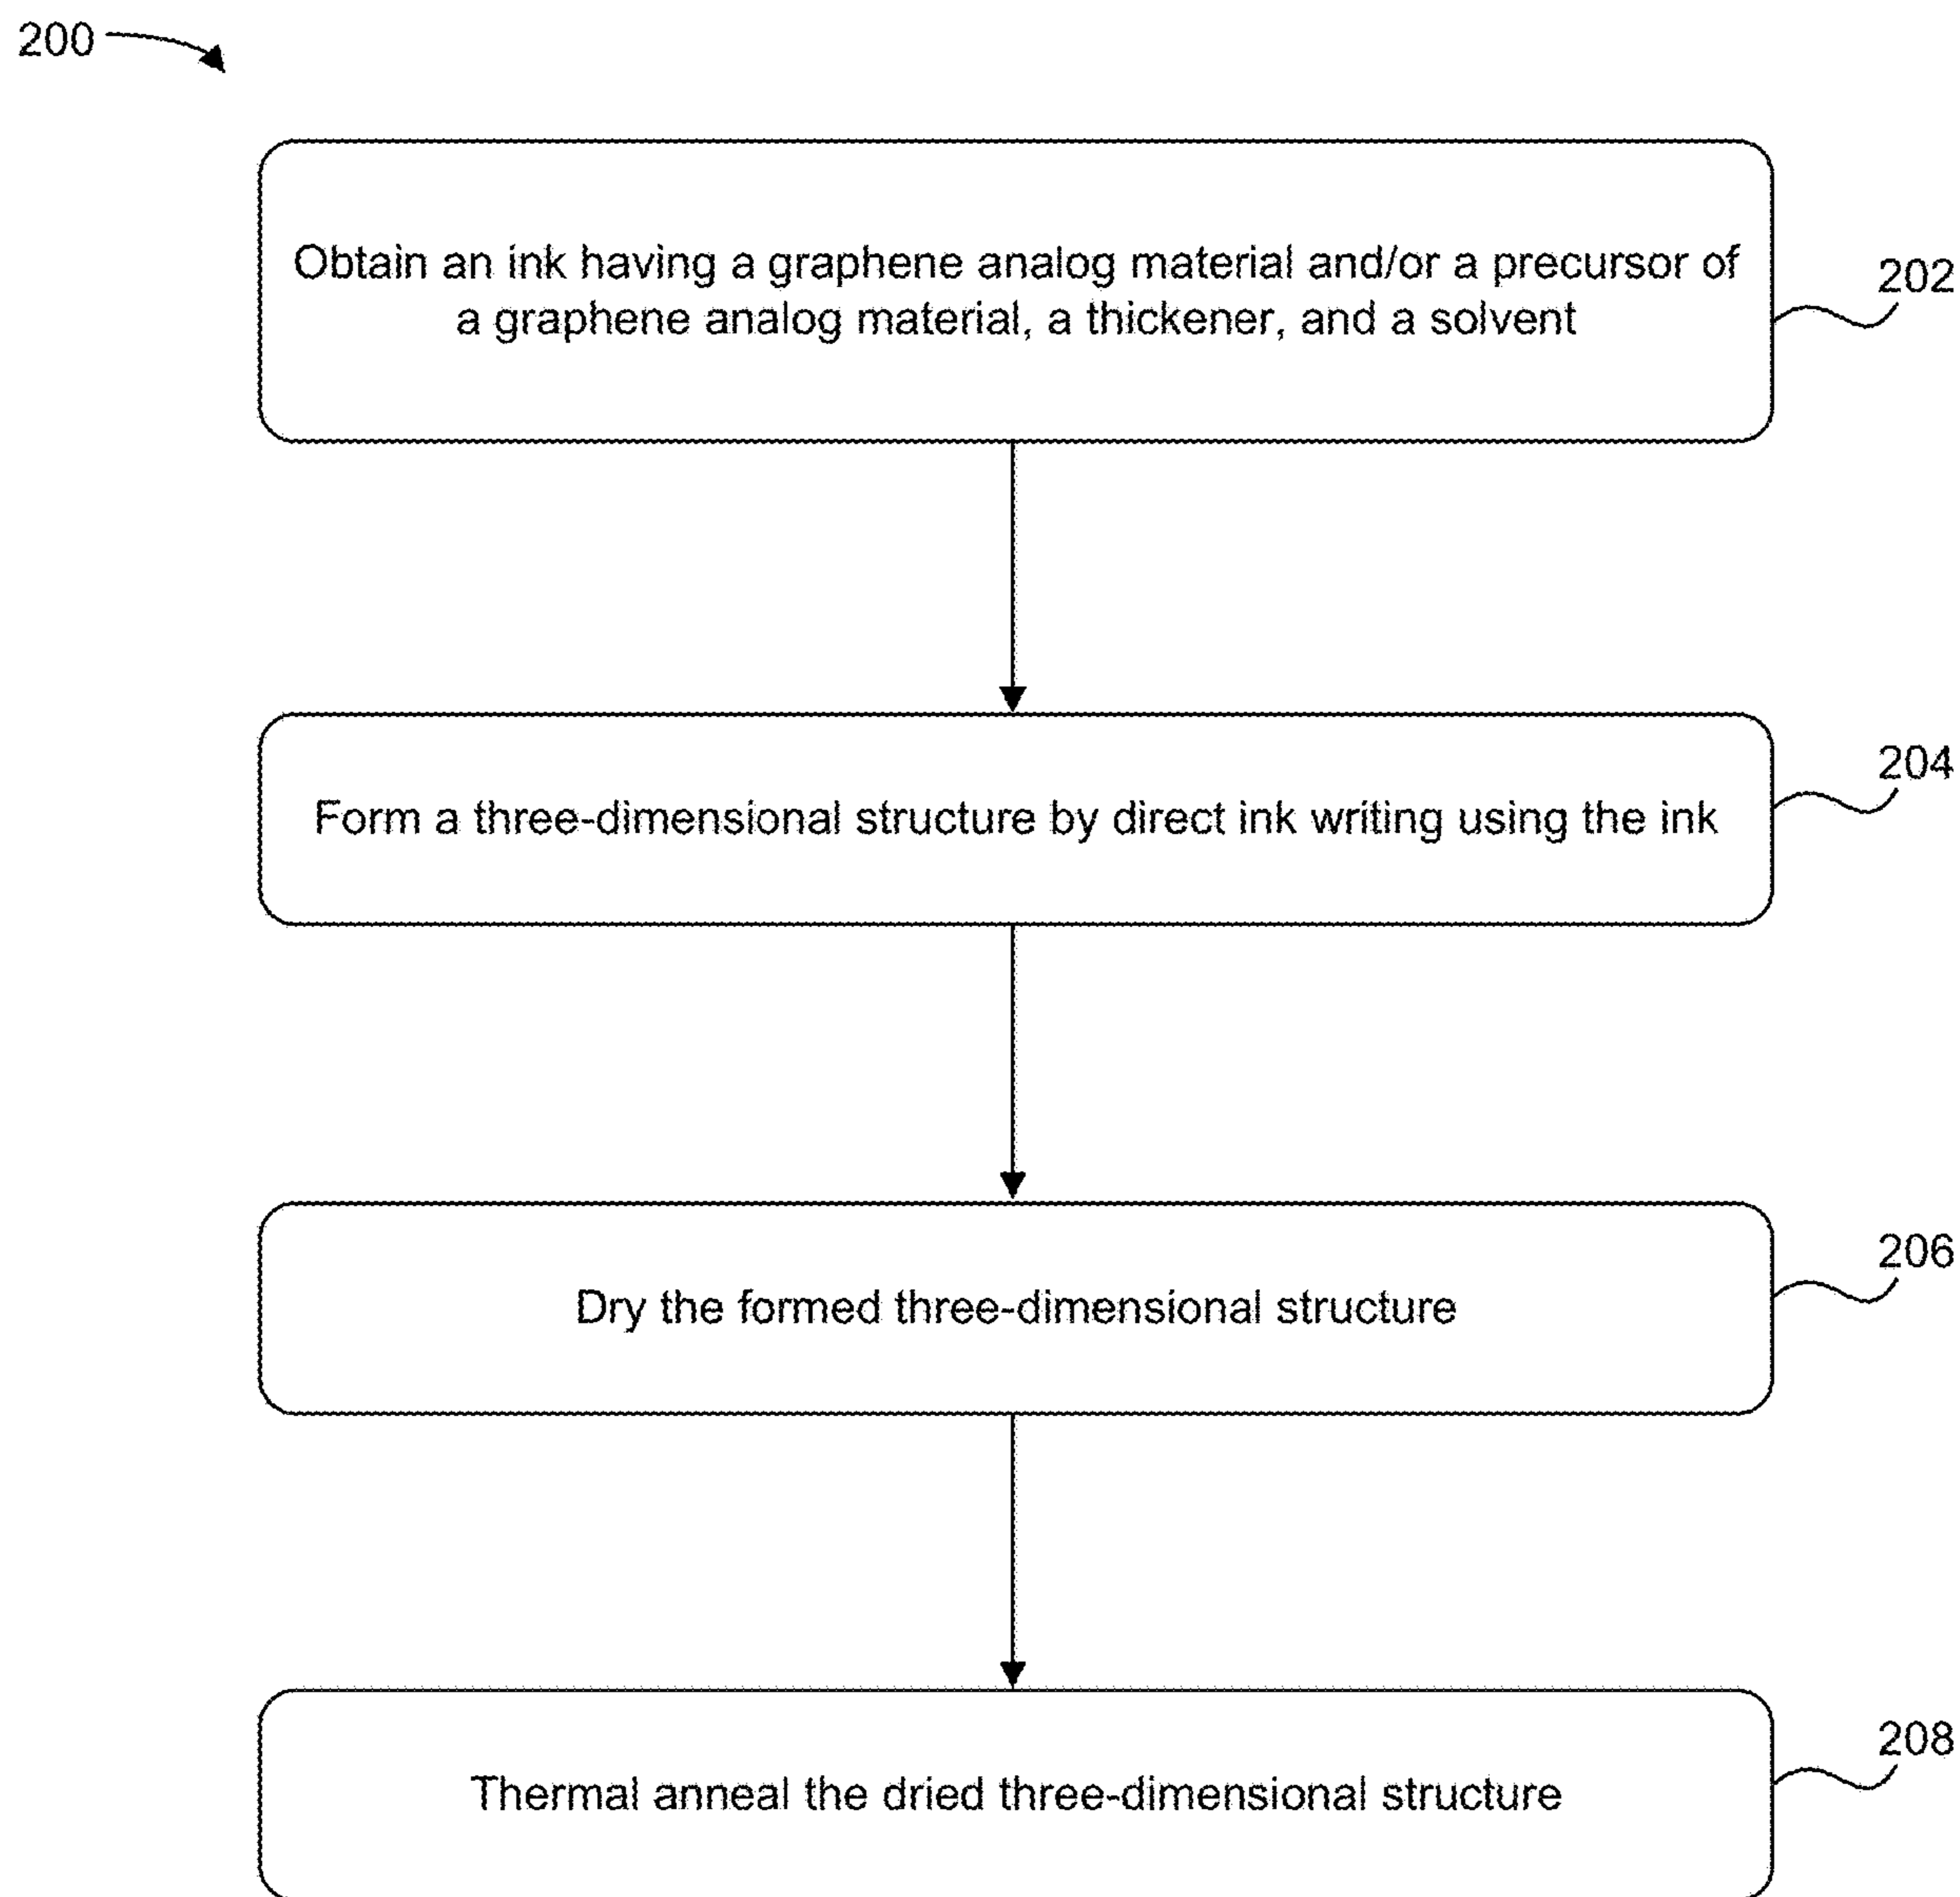 200
Obtain an ink having a graphene analog material and/or a precursor of
a graphene analog material, a thickener, and a solvent
202
Form a three-dimensional structure by direct ink writing using the ink
204
Dry the formed three-dimensional structure
206
Thermal anneal the dried three-dimensional structure
208